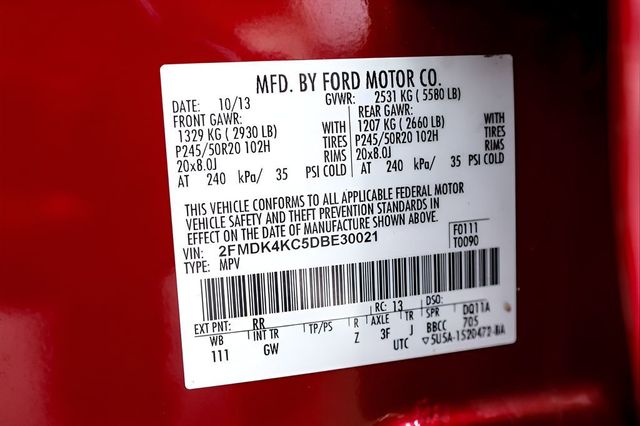 MFD. BY FORD MOTOR CO.
DATE: 10/13 GVWR: 2531 KG ( 5580 LB)
FRONT GAWR: REAR GAWR:
1329 KG ( 2930 LB) WITH 1207 KG ( 2660 LB) WITH
P245/50R20 102H TIRES P245/50R20 102H TIRES
20x8.0J RIMS 20x8.0J RIMS
AT 240 kPa/ 35 PSI COLD AT 240 kPa/ 35 PSI COLD
THIS VEHICLE CONFORMS TO ALL APPLICABLE FEDERAL MOTOR
VEHICLE SAFETY AND THEFT PREVENTION STANDARDS IN
EFFECT ON THE DATE OF MANUFACTURE SHOWN ABOVE.
VIN: 2FMDK4KC5DBE30021 F0111
TYPE: MPV T0090
RC: 13 DSO:
EXT PNT: RR DQ11A
WB INT TR TP/PS R AXLE TR SPR 705
111 GW Z 3F J BBCC
UTC ▽5U5A-1520472-BA